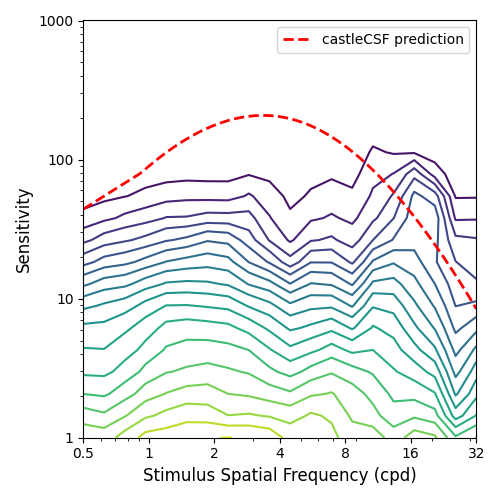 1000
castleCSF prediction
100
Sensitivity
10
1
0.5 1 2 4 8 16 32
Stimulus Spatial Frequency (cpd)